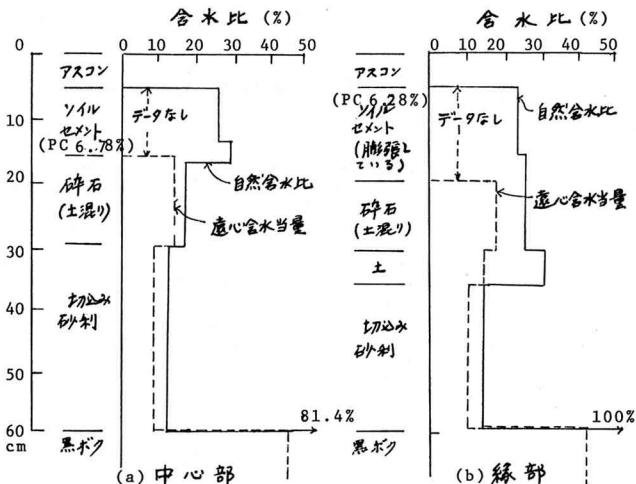 含水比 (%)
0 10 20 30 40 50
0
10
20
30
40
50
60
cm
アスコン
ソイル
セメント
(PC 6.78%)
砕石
(土混り)
切込み
砂利
黒ボク
データなし
自然含水比
遠心含水当量
81.4%
(a) 中心部
含水比 (%)
0 10 20 30 40 50
アスコン
(PC 6.28%)
ソイル
セメント
(膨張し
ている)
砕石
(土混り)
土
切込み
砂利
黒ボク
データなし
自然含水比
遠心含水当量
100%
(b) 縁部